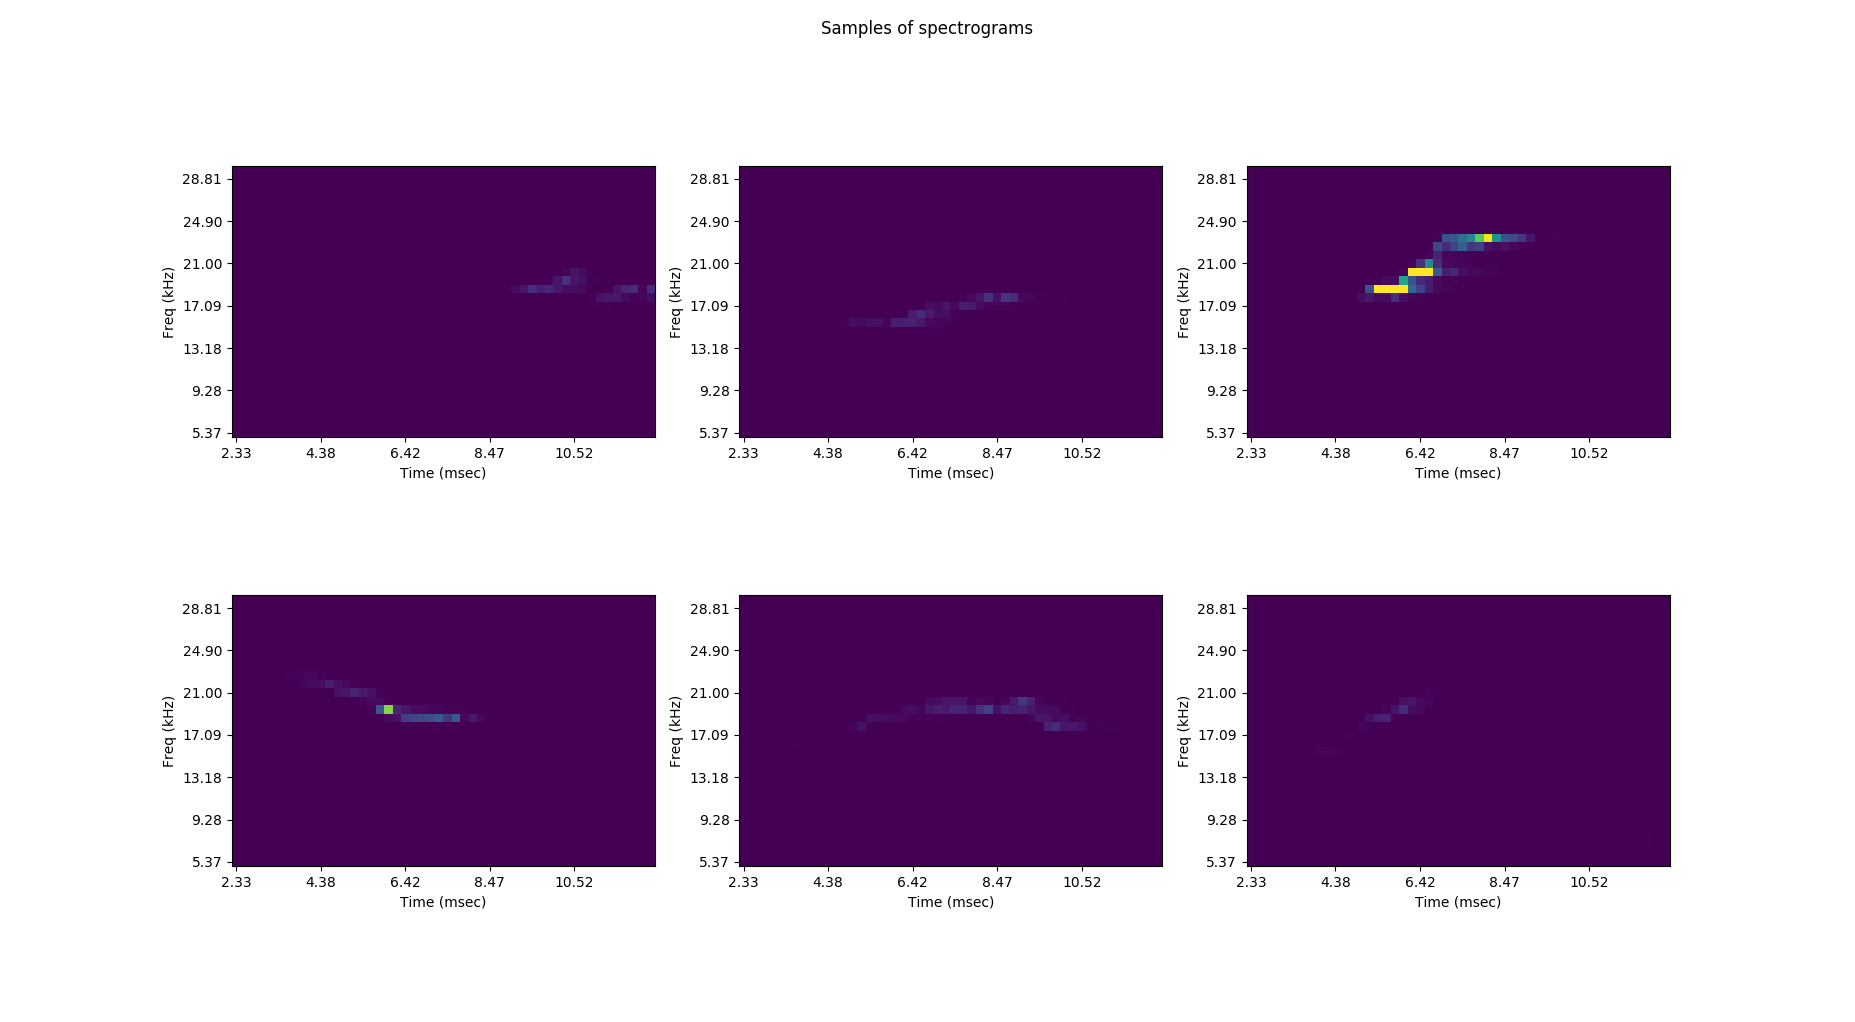 Samples of spectrograms
28.81 28.81 28.81
24.90 24.90 24.90
21.00 21.00 21.00
Freq (kHz) Freq (kHz) Freq (kHz)
17.09 17.09 17.09
13.18 13.18 13.18
9.28 9.28 9.28
5.37 5.37 5.37
2.33 4.38 6.42 8.47 10.52 2.33 4.38 6.42 8.47 10.52 2.33 4.38 6.42 8.47 10.52
Time (msec) Time (msec) Time (msec)
28.81 28.81 28.81
24.90 24.90 24.90
21.00 21.00 21.00
Freq (kHz) Freq (kHz) Freq (kHz)
17.09 17.09 17.09
13.18 13.18 13.18
9.28 9.28 9.28
5.37 5.37 5.37
2.33 4.38 6.42 8.47 10.52 2.33 4.38 6.42 8.47 10.52 2.33 4.38 6.42 8.47 10.52
Time (msec) Time (msec) Time (msec)